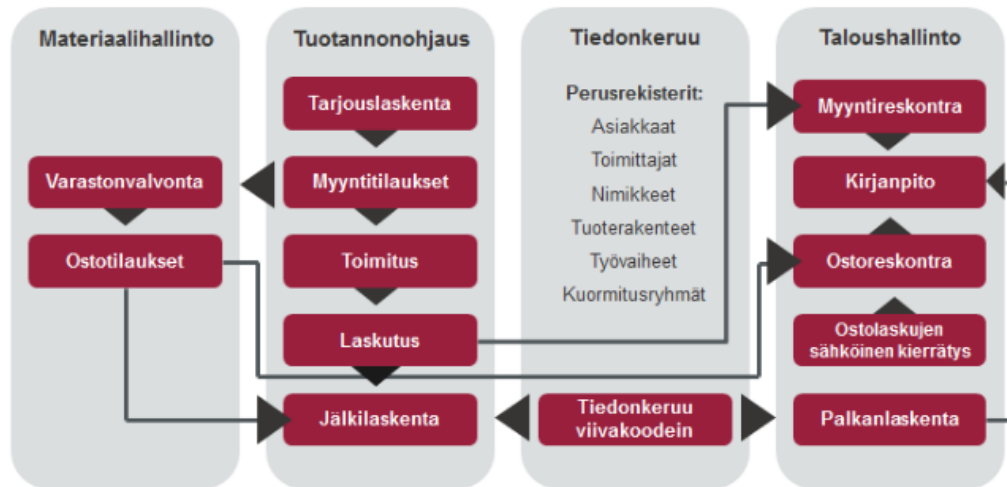 Materiaalihallinto
Varastonvalvonta
Ostotilaukset
Tuotannonohjaus
Tarjouslaskenta
Myyntitilaukset
Toimitus
Laskutus
Jälkilaskenta
Tiedonkeruu
Perusrekisterit:
Asiakkaat
Toimittajat
Nimikkeet
Tuoterakenteet
Työvaiheet
Kuormitusryhmät
Tiedonkeruu
viivakoodein
Taloushallinto
Myyntireskontra
Kirjanpito
Ostoreskontra
Ostolaskujen
sähköinen kierrätys
Palkanlaskenta